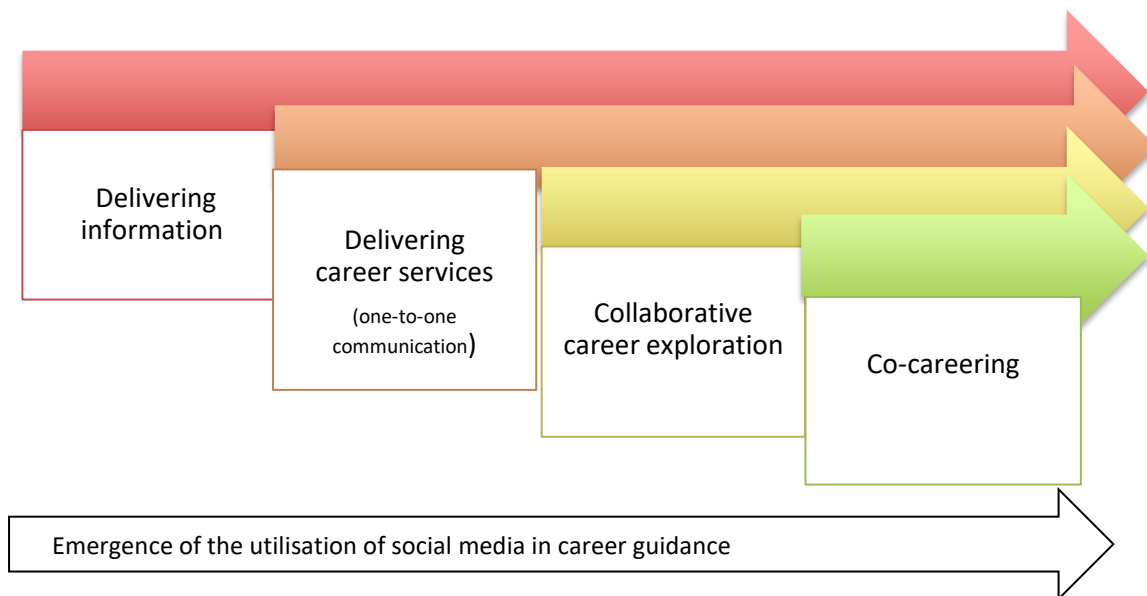 Delivering
information
Delivering
career services
(one-to-one
communication)
Collaborative
career exploration
Co-careering
Emergence of the utilisation of social media in career guidance